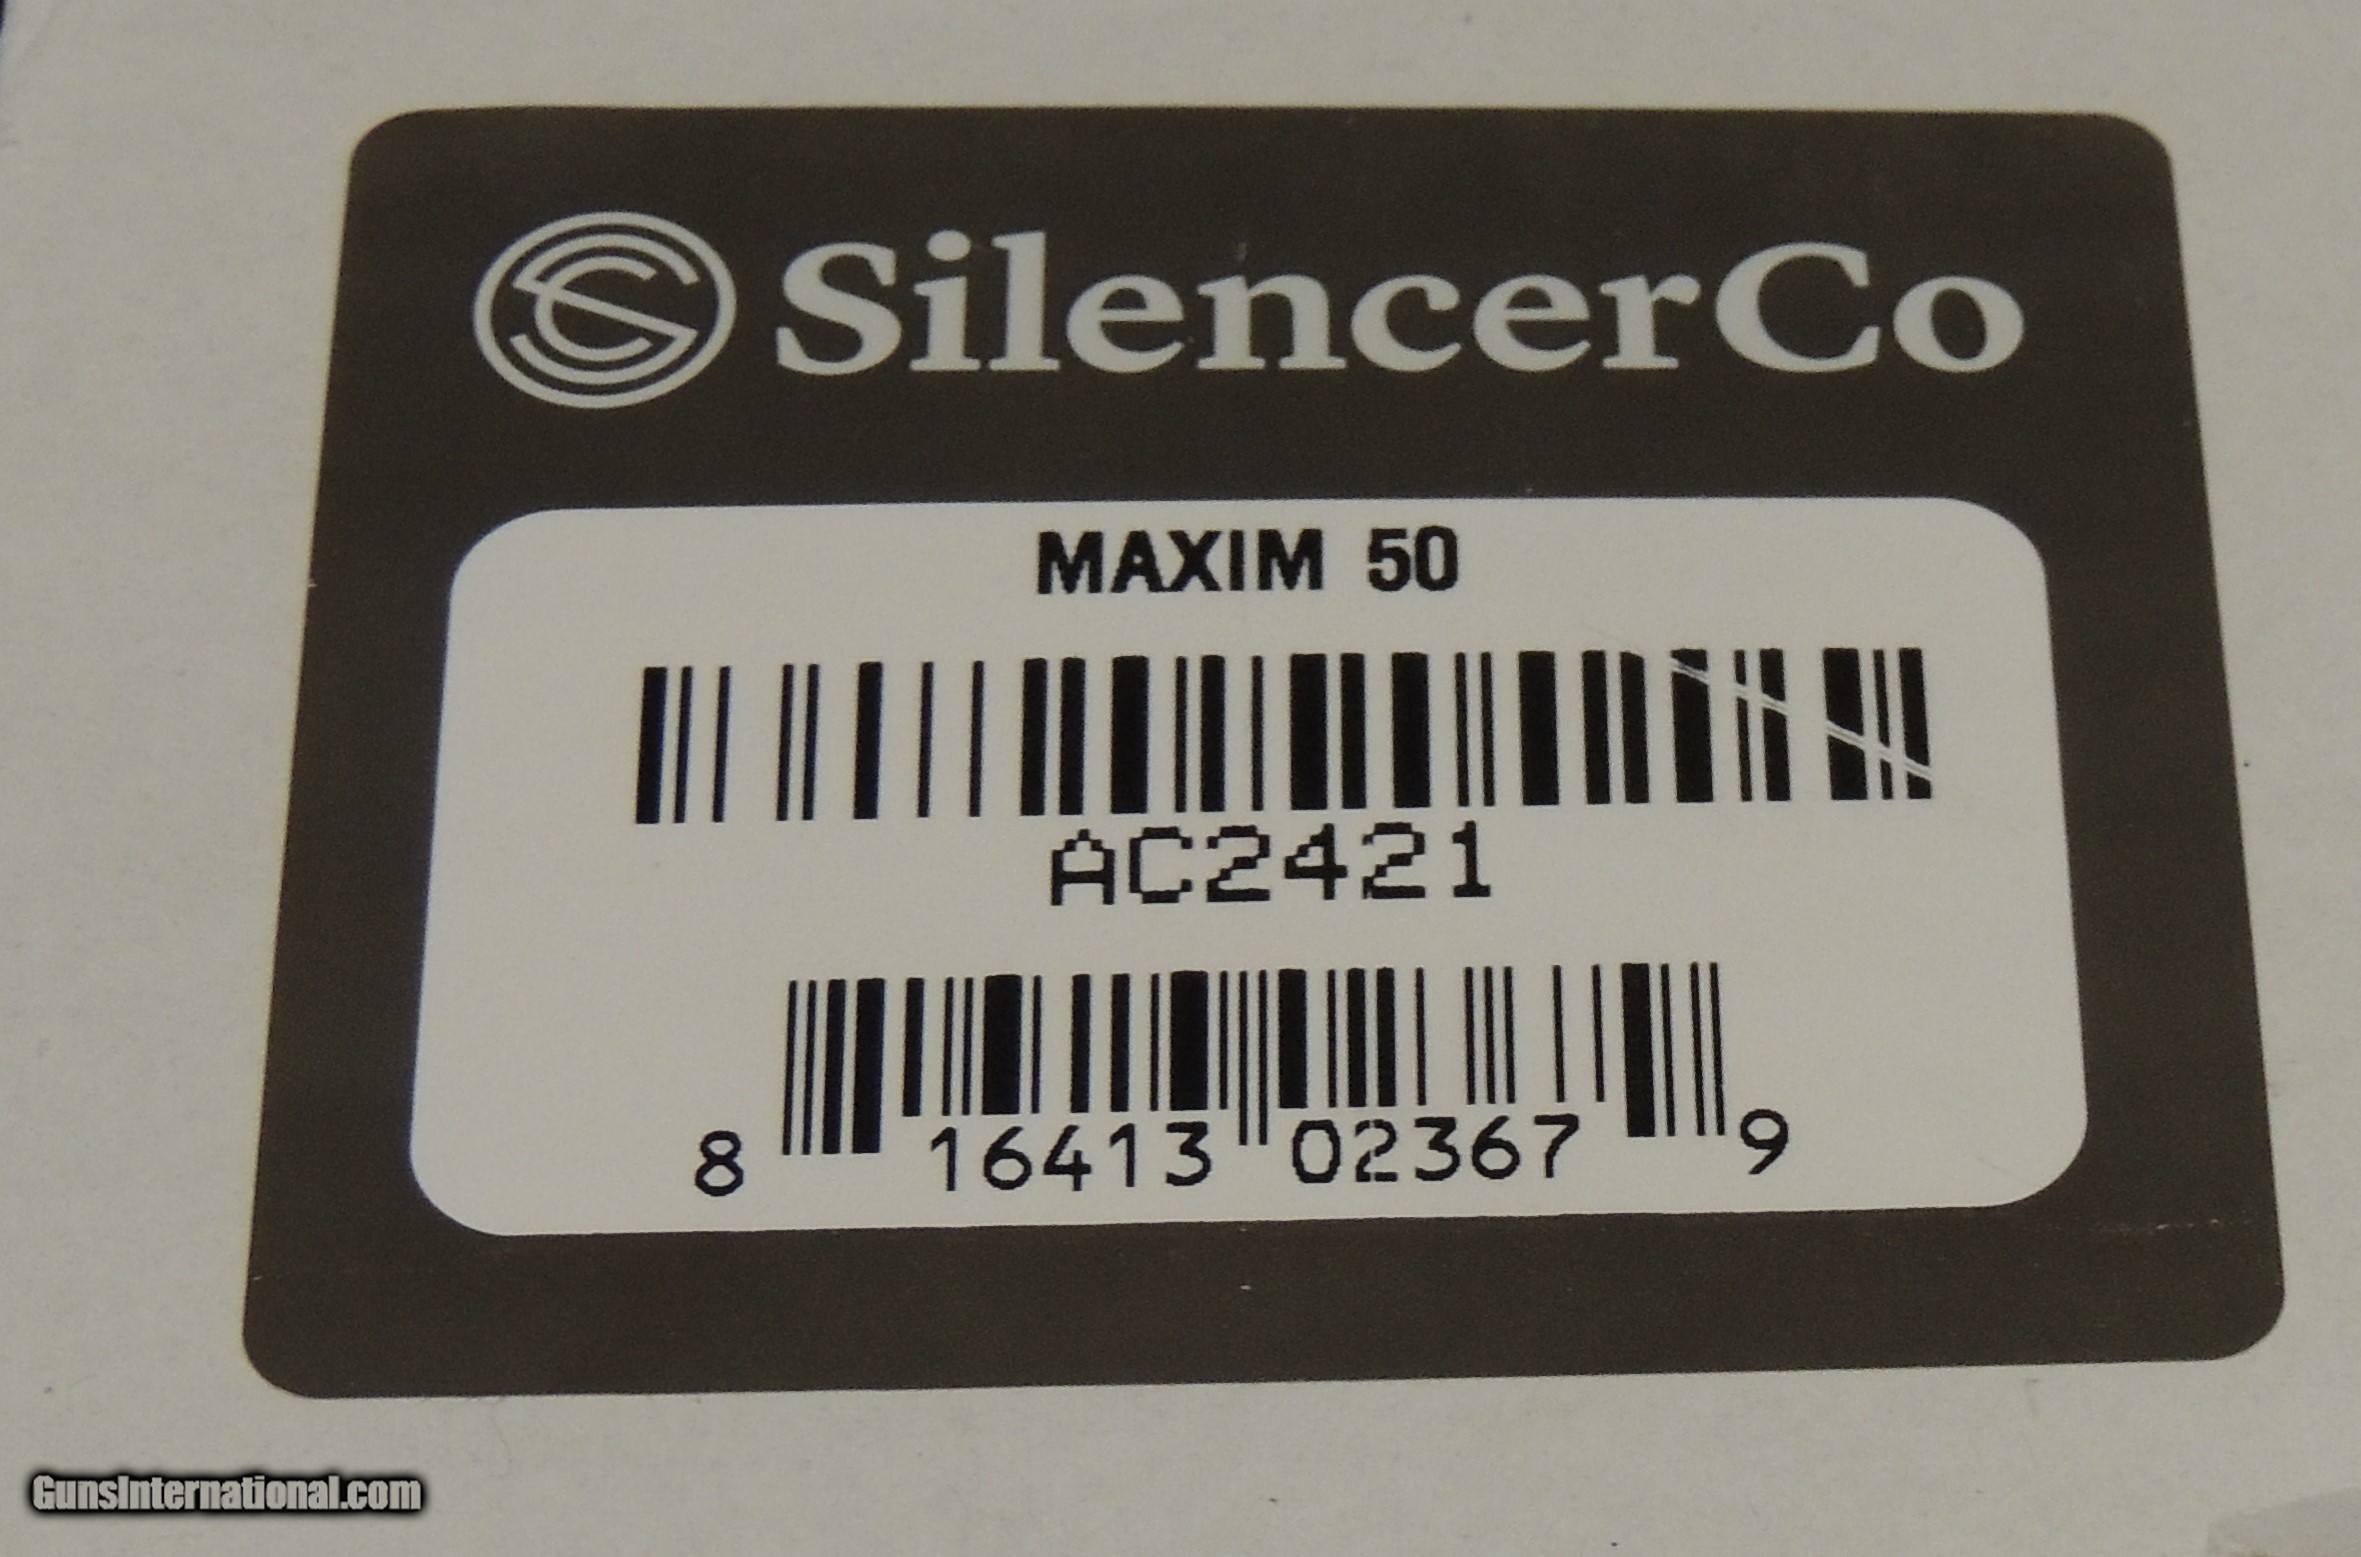 SilencerCo
MAXIM 50
AC2421
8 16413 02367 9
GunsInternational.com